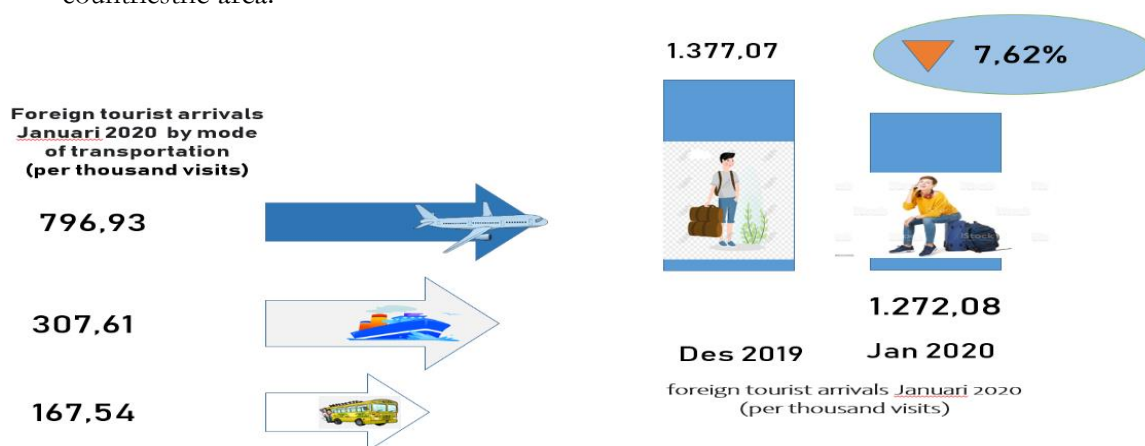 countriesthe area.
Foreign tourist arrivals
Januari 2020 by mode
of transportation
(per thousand visits)
796,93
307,61
167,54
1.377,07
7,62%
1.272,08
Des 2019
Jan 2020
foreign tourist arrivals Januari 2020
(per thousand visits)